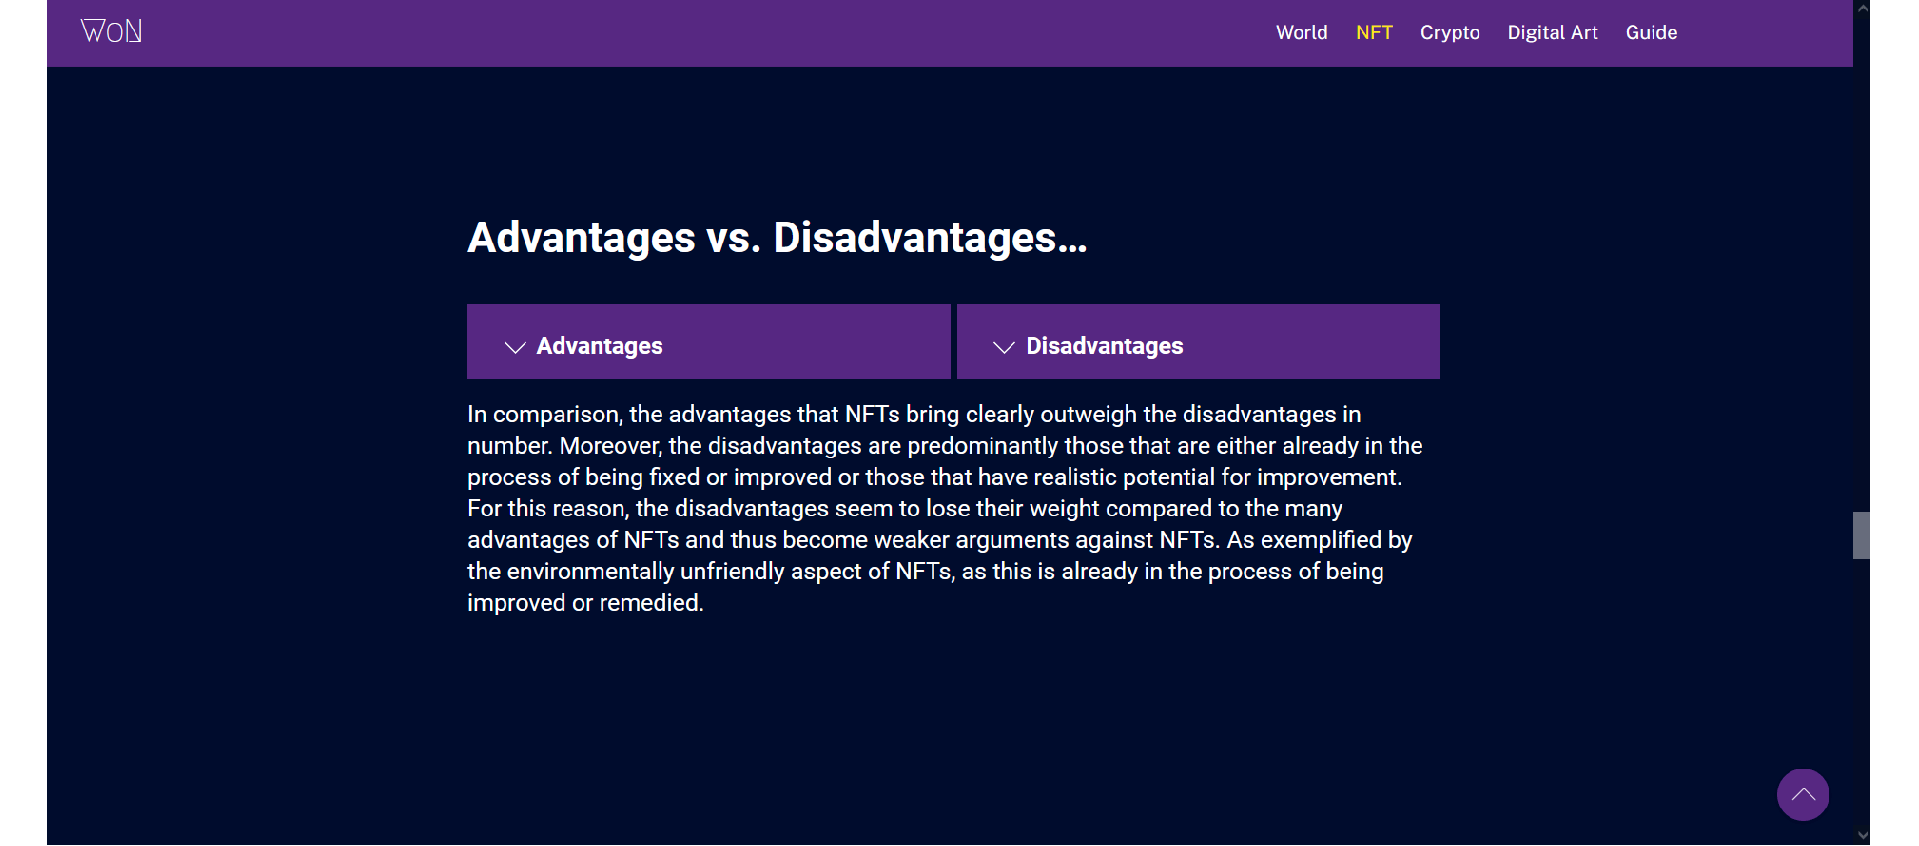 WoN
World NFT Crypto Digital Art Guide
Advantages vs. Disadvantages...
Advantages Disadvantages
In comparison, the advantages that NFTs bring clearly outweigh the disadvantages in
number. Moreover, the disadvantages are predominantly those that are either already in the
process of being fixed or improved or those that have realistic potential for improvement.
For this reason, the disadvantages seem to lose their weight compared to the many
advantages of NFTs and thus become weaker arguments against NFTs. As exemplified by
the environmentally unfriendly aspect of NFTs, as this is already in the process of being
improved or remedied.